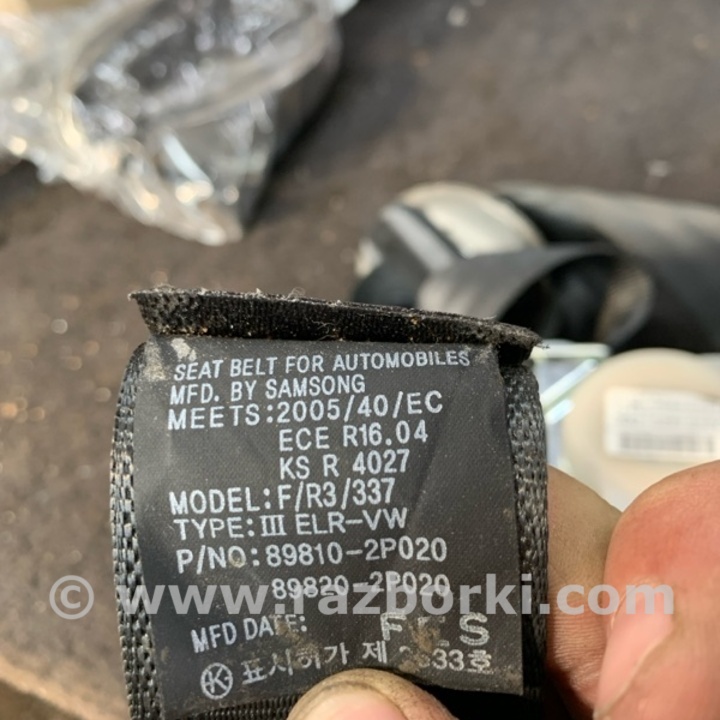 SEAT BELT FOR AUTOMOBILES
MFD. BY SAMSONG
MEETS:2005/40/EC
ECE R16.04
KS R 4027
MODEL:F/R3/337
TYPE:Ⅲ ELR-VW
P/NO:89810-2P020
89820-2P020
© www.razborki.com
MFD DATE:
표시허가 제